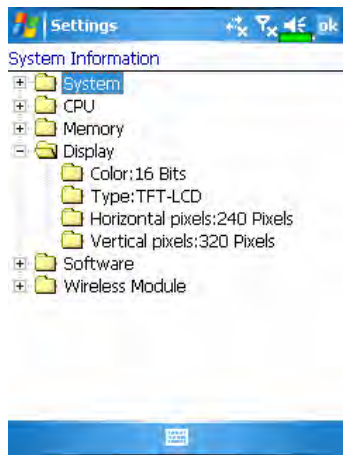 Settings
ok
System Information
System
CPU
Memory
Display
Color:16 Bits
Type:TFT-LCD
Horizontal pixels:240 Pixels
Vertical pixels:320 Pixels
Software
Wireless Module